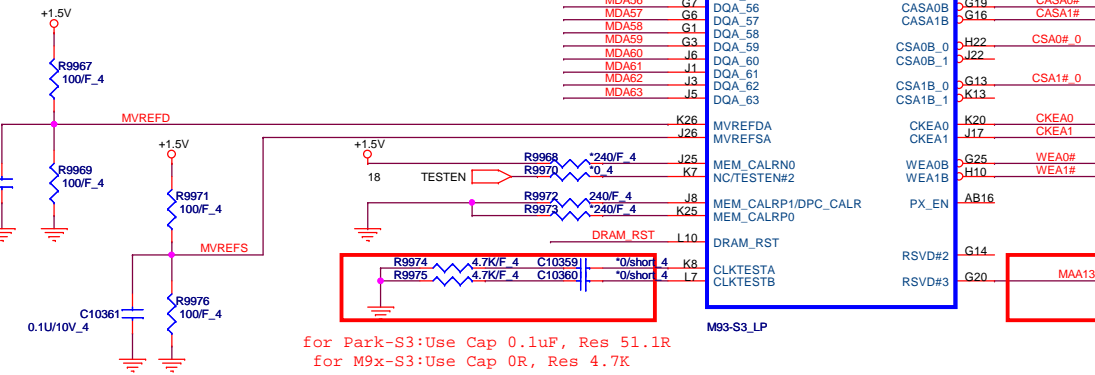 MDA56 G7 DQA_56 CASA0B G19 CASA0#
+1.5V MDA57 G6 DQA_57 CASA1B G16 CASA1#
MDA58 G1 DQA_58
MDA59 G3 DQA_59 CSA0B_0 H22 CSA0#_0
R9967 MDA60 J6 DQA_60 CSA0B_1 J22
100/F_4 MDA61 J1 DQA_61
MDA62 J3 DQA_62 CSA1B_0 G13 CSA1#_0
MDA63 J5 DQA_63 CSA1B_1 K13
MVREFD K26 MVREFDA CKEA0 K20 CKEA0
J26 MVREFSA CKEA1 J17 CKEA1
+1.5V +1.5V
R9969 R9968 *240/F_4 J25 MEM_CALRN0 WEA0B G25 WEA0#
100/F_4 18 TESTEN R9970 *0_4 K7 NC/TESTEN#2 WEA1B H10 WEA1#
R9971 R9972 240/F_4 J8 MEM_CALRP1/DPC_CALR PX_EN AB16
100/F_4 R9973 *240/F_4 K25 MEM_CALRP0
DRAM_RST L10 DRAM_RST
MVREFS RSVD#2 G14
R9974 4.7K/F_4 C10359 *0/short_4 K8 CLKTESTA
R9975 4.7K/F_4 C10360 *0/short_4 L7 CLKTESTB RSVD#3 G20 MAA13
R9976
C10361 100/F_4
0.1U/10V_4 M93-S3_LP
for Park-S3:Use Cap 0.1uF, Res 51.1R
for M9x-S3:Use Cap 0R, Res 4.7K